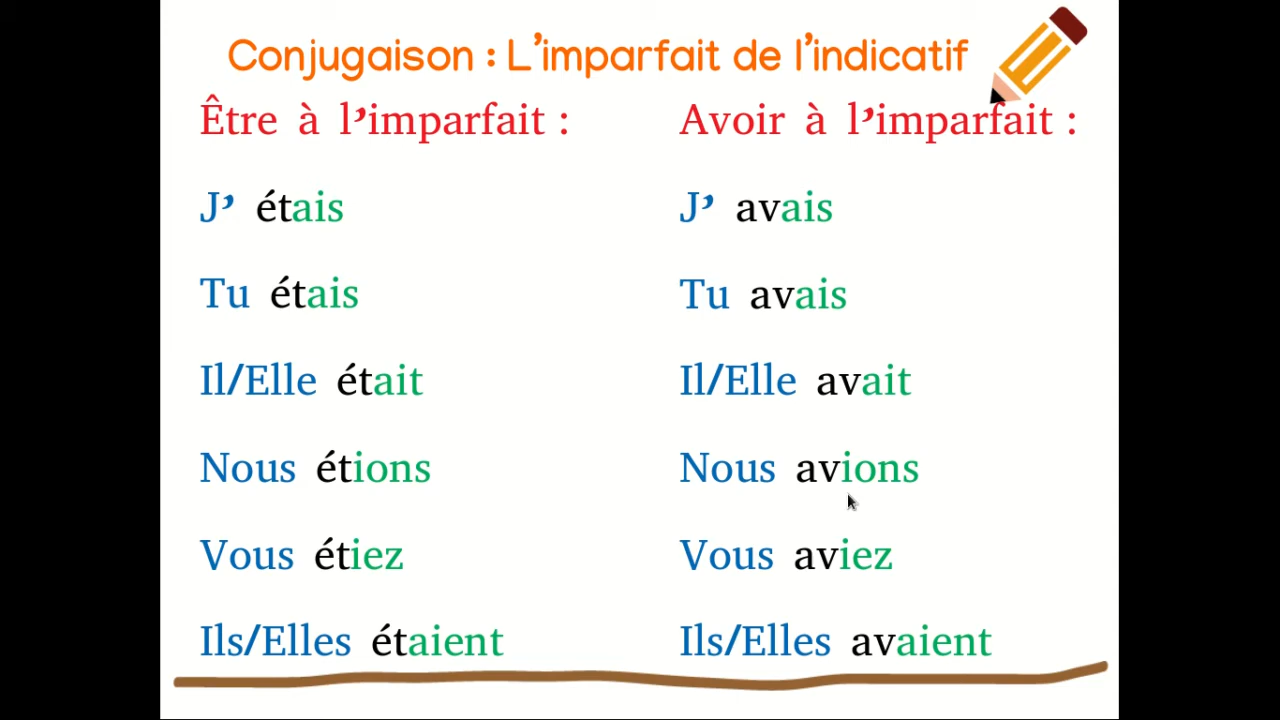 Conjugaison : L'imparfait de l'indicatif
Être à l'imparfait :
J' étais
Tu étais
Il/Elle était
Nous étions
Vous étiez
Ils/Elles étaient
Avoir à l'imparfait :
J' avais
Tu avais
Il/Elle avait
Nous avions
Vous aviez
Ils/Elles avaient